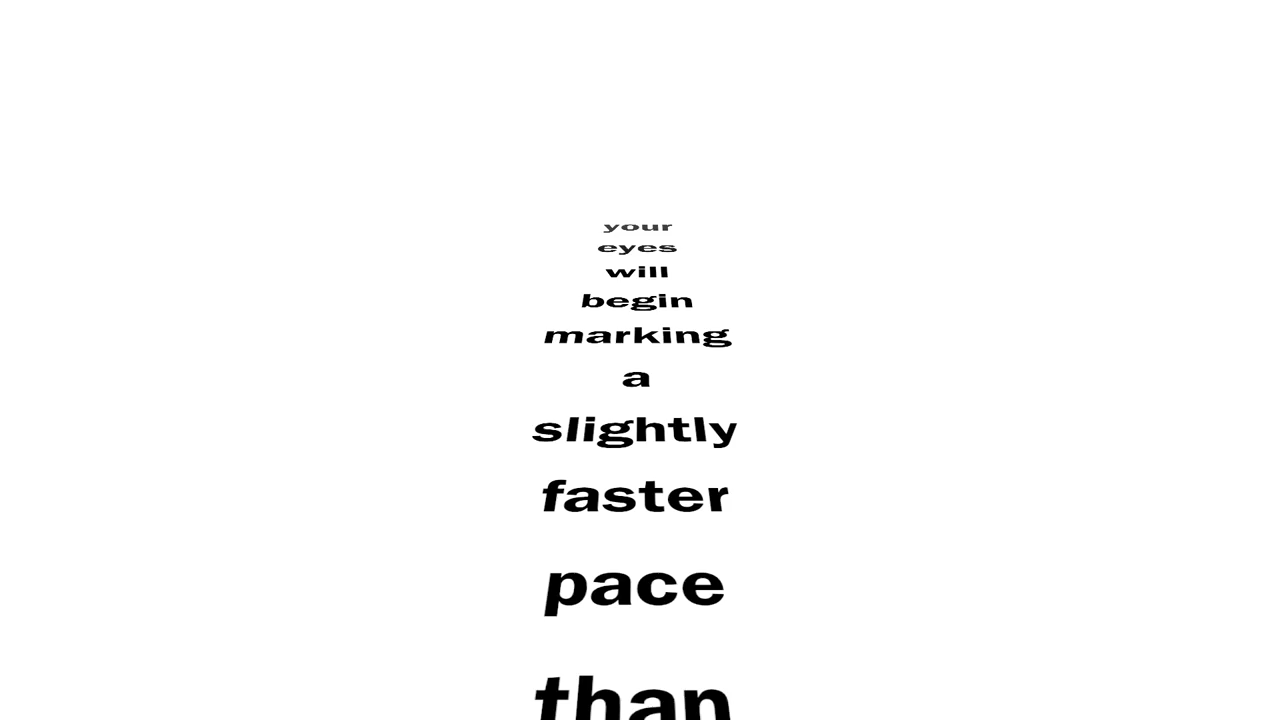 your
eyes
will
begin
marking
a
slightly
faster
pace
than